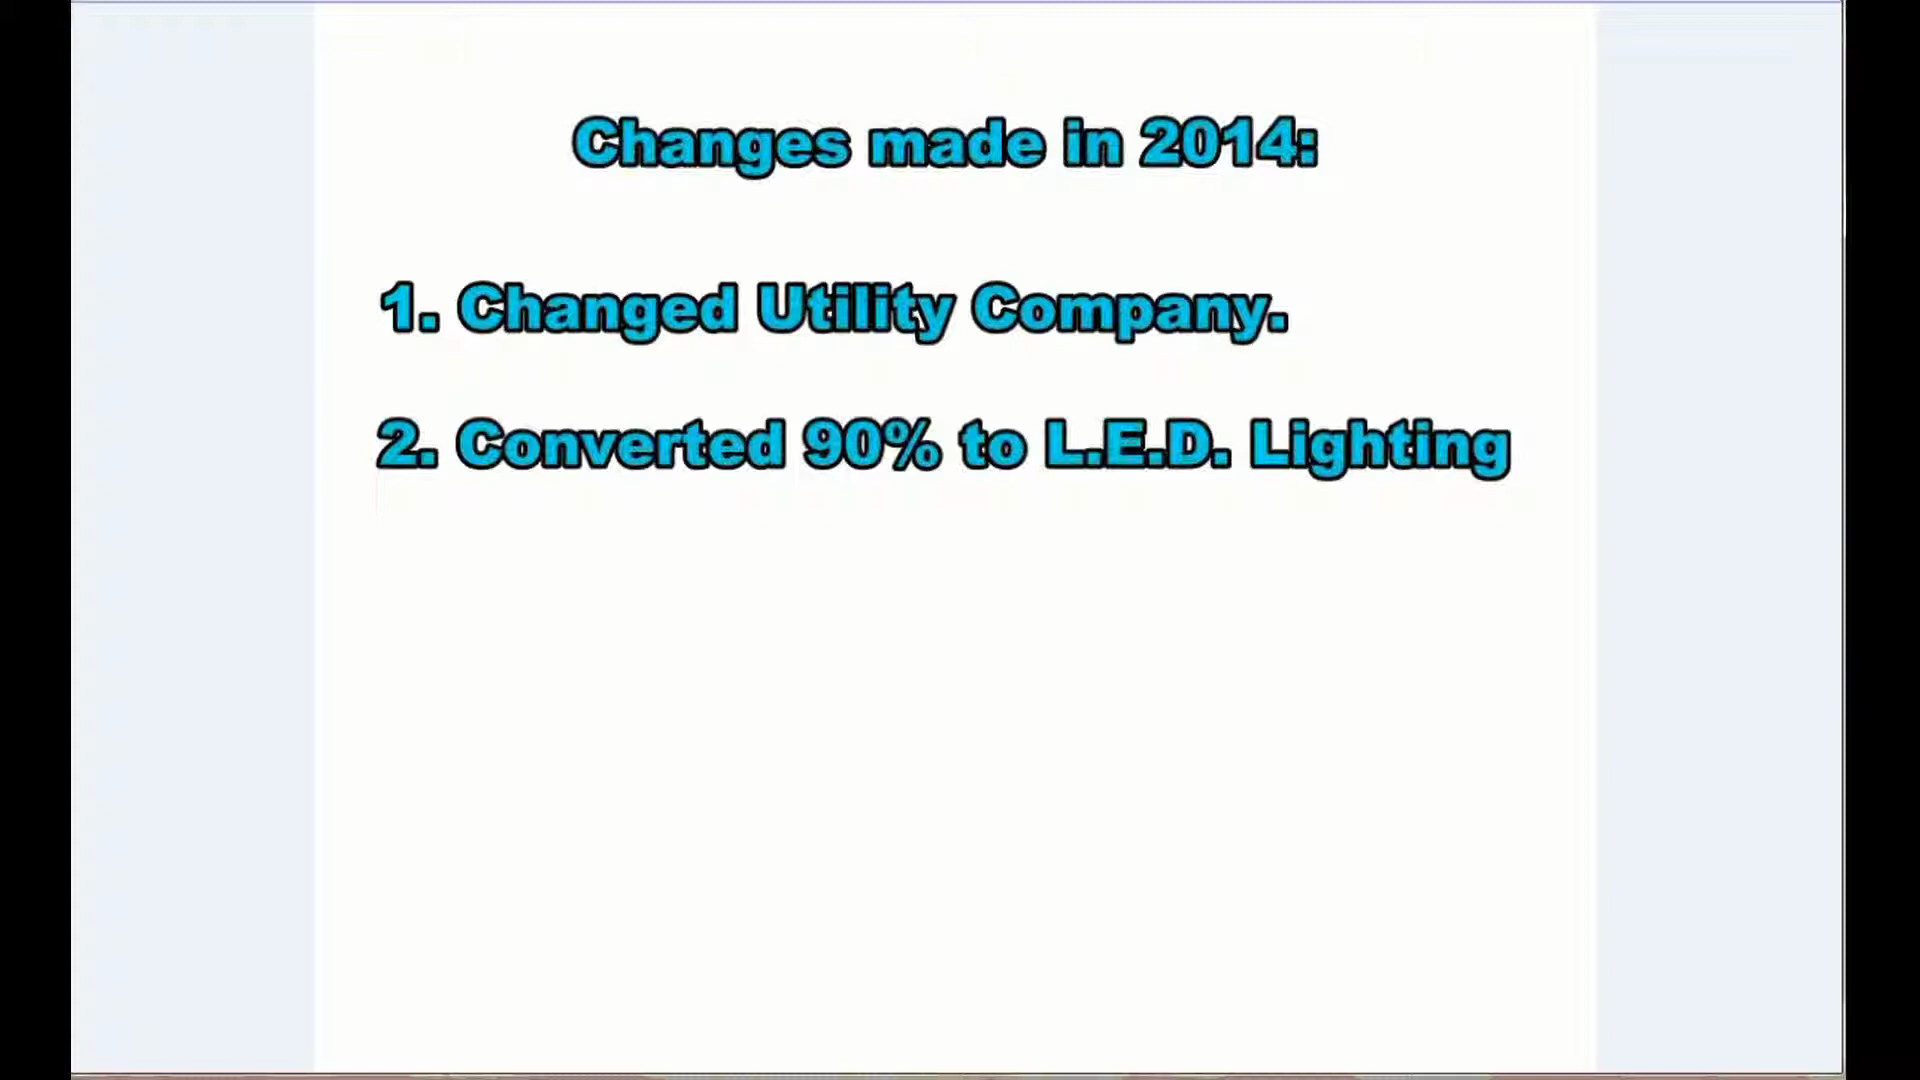 Changes made in 2014:
1. Changed Utility Company.
2. Converted 90% to L.E.D. Lighting